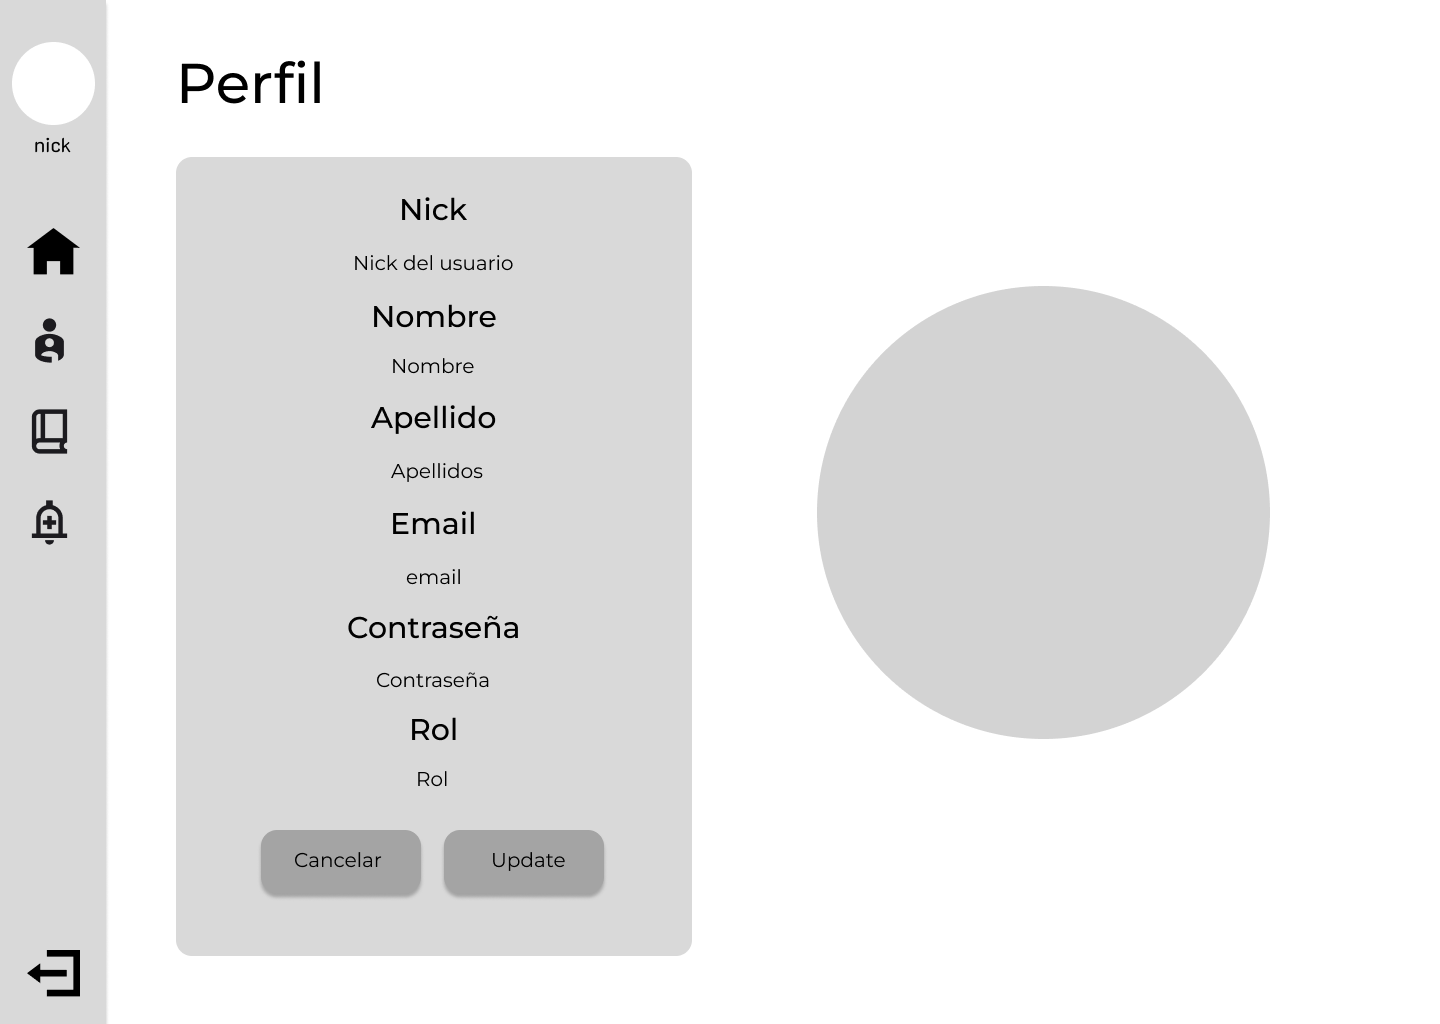 nick
Perfil
Nick
Nick del usuario
Nombre
Nombre
Apellido
Apellidos
Email
email
Contraseña
Contraseña
Rol
Rol
Cancelar
Update